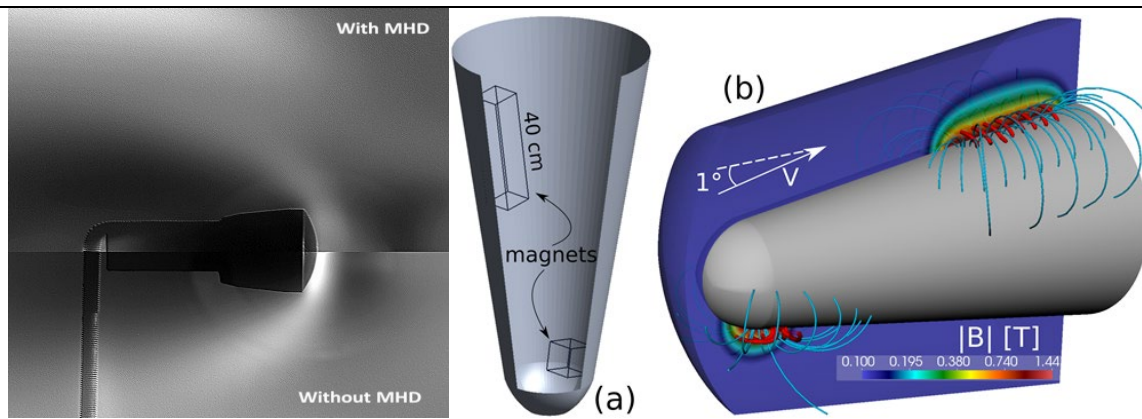 With MHD
Without MHD
40 cm
magnets
(a)
(b)
1°
V
|B| [T]
0.100 0.195 0.380 0.740 1.44